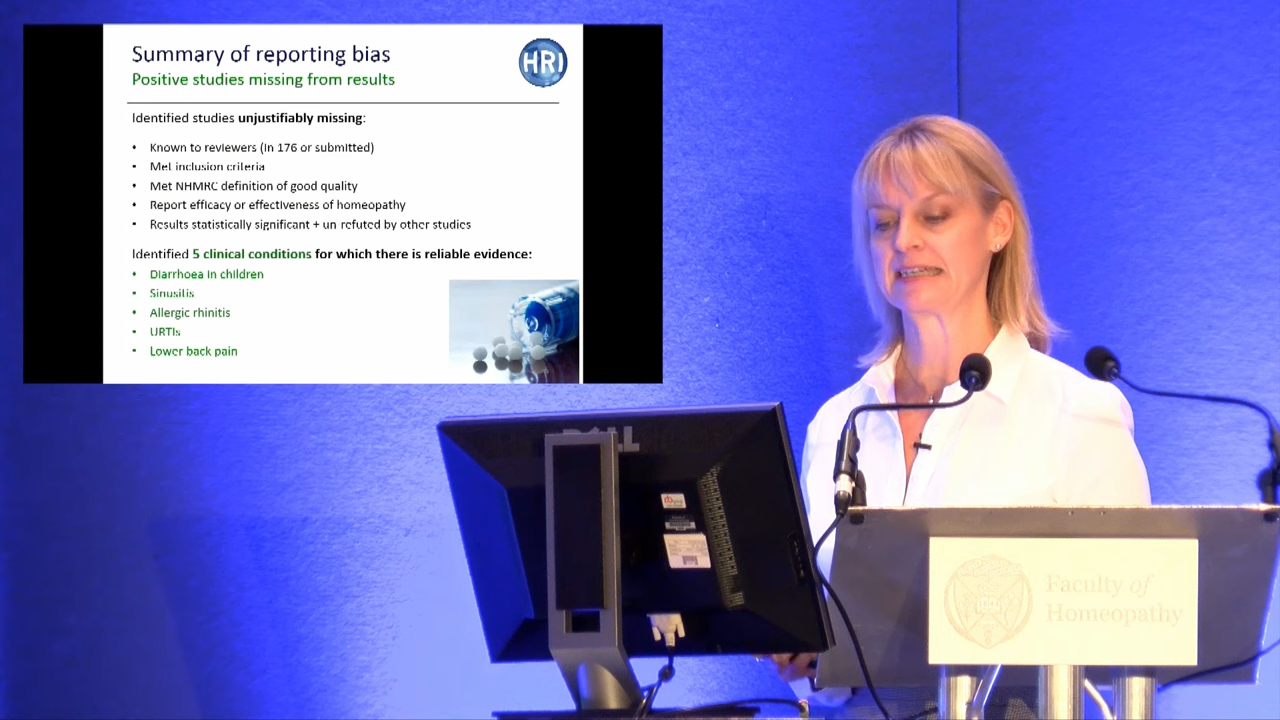 Summary of reporting bias
HRI
Positive studies missing from results
Identified studies unjustifiably missing:
• Known to reviewers (in 176 or submitted)
• Met inclusion criteria
• Met NHMRC definition of good quality
• Report efficacy or effectiveness of homeopathy
• Results statistically significant + un-refuted by other studies
Identified 5 clinical conditions for which there is reliable evidence:
• Diarrhoea in children
• Sinusitis
• Allergic rhinitis
• URTIs
• Lower back pain
DELL
Faculty of
Homeopathy